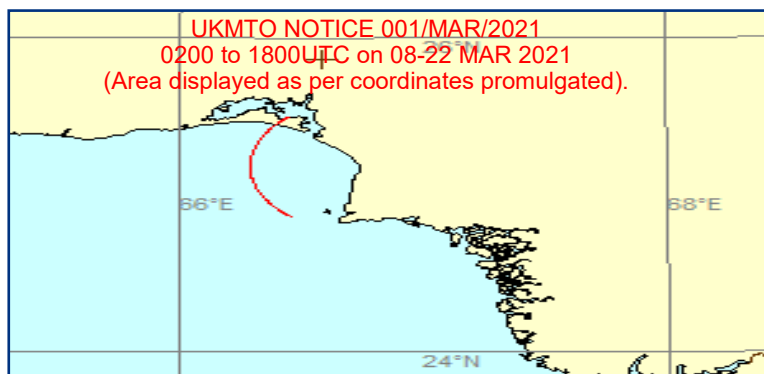 UKMTO NOTICE 001/MAR/2021
26°N
0200 to 1800UTC on 08-22 MAR 2021
(Area displayed as per coordinates promulgated).
66°E
68°E
24°N